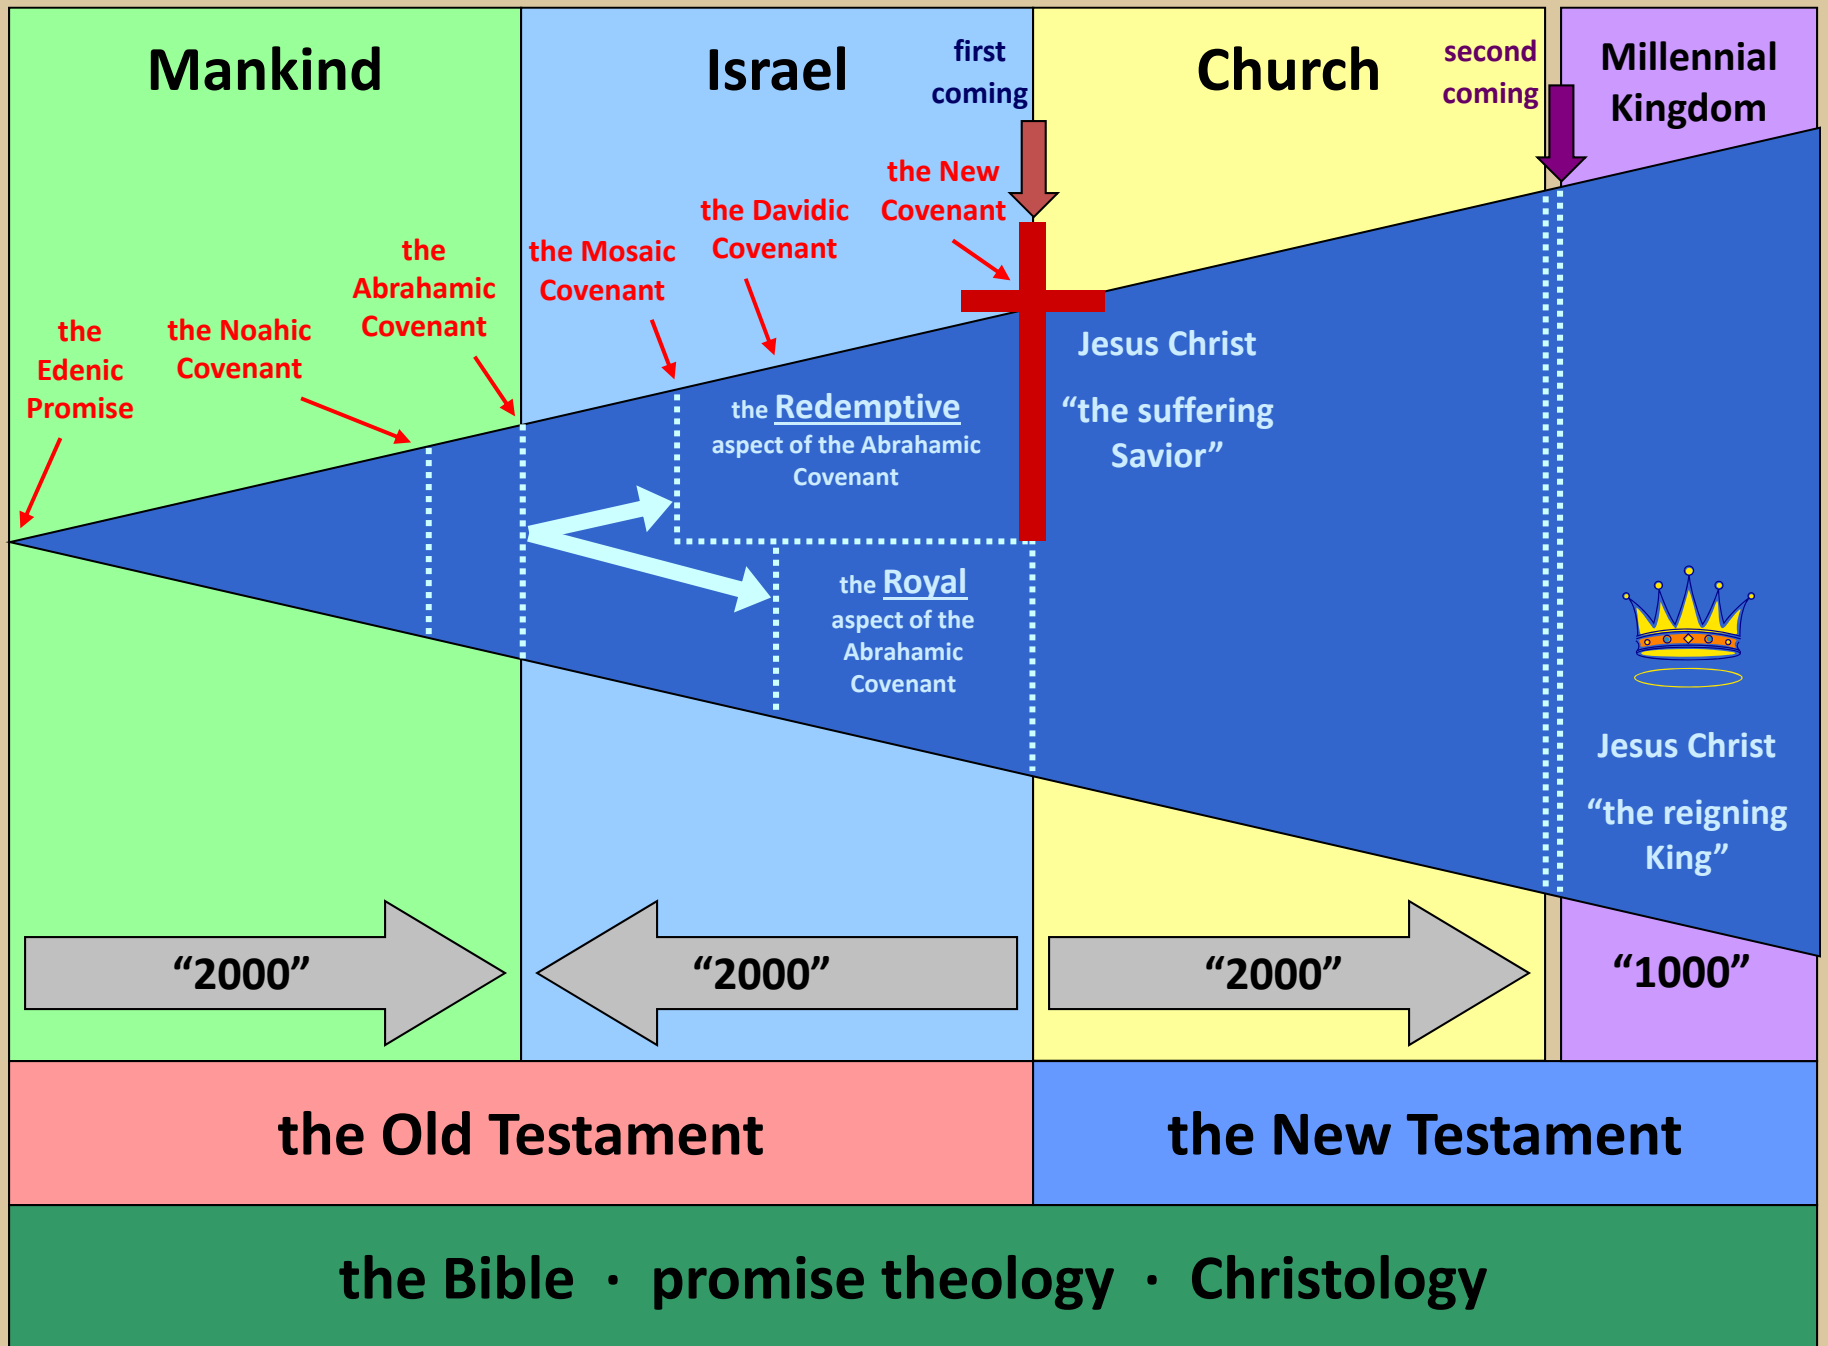 Mankind
Israel
first
coming
Church
second
coming
Millennial
Kingdom
the
Edenic
Promise
the Noahic
Covenant
the
Abrahamic
Covenant
the Mosaic
Covenant
the Davidic
Covenant
the New
Covenant
the Redemptive
aspect of the Abrahamic
Covenant
the Royal
aspect of the
Abrahamic
Covenant
Jesus Christ
“the suffering
Savior”
Jesus Christ
“the reigning
King”
“2000”
“2000”
“2000”
“1000”
the Old Testament
the New Testament
the Bible · promise theology · Christology